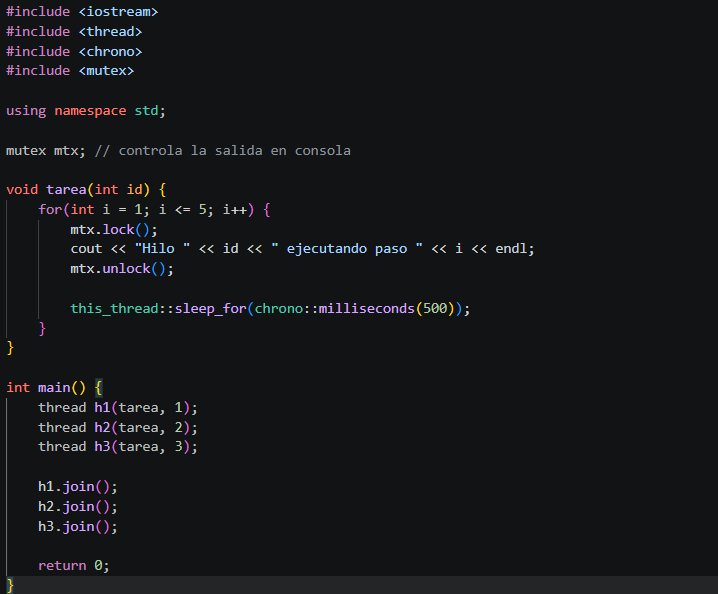 #include <iostream>
#include <thread>
#include <chrono>
#include <mutex>

using namespace std;

mutex mtx; // controla la salida en consola

void tarea(int id) {
    for(int i = 1; i <= 5; i++) {
        mtx.lock();
        cout << "Hilo " << id << " ejecutando paso " << i << endl;
        mtx.unlock();

        this_thread::sleep_for(chrono::milliseconds(500));
    }
}

int main() {
    thread h1(tarea, 1);
    thread h2(tarea, 2);
    thread h3(tarea, 3);

    h1.join();
    h2.join();
    h3.join();

    return 0;
}